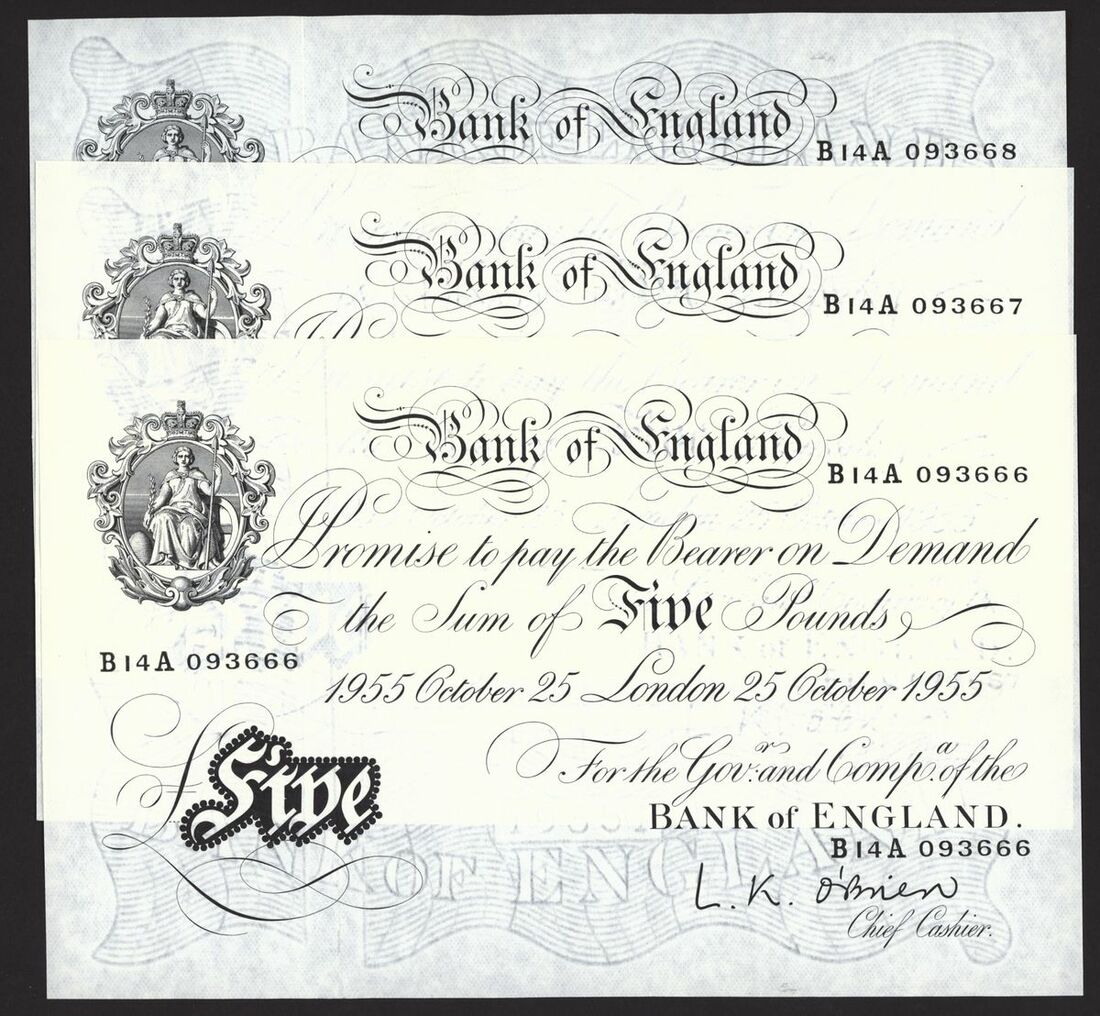 Bank of England
B14A 093668
Bank of England
B14A 093667
Bank of England
B14A 093666
I Promise to pay the Bearer on Demand
the Sum of Five Pounds
B14A 093666
1955 October 25 London 25 October 1955
For the Govr. and Compa. of the
BANK of ENGLAND.
£Five
B14A 093666
OF ENGLAN
L. K. O'Brien
Chief Cashier.